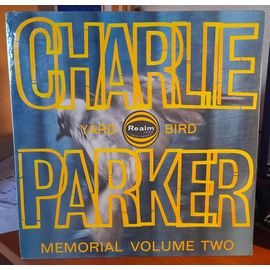 CHARLIE
YARD Realm BIRD
PARKER
MEMORIAL VOLUME TWO